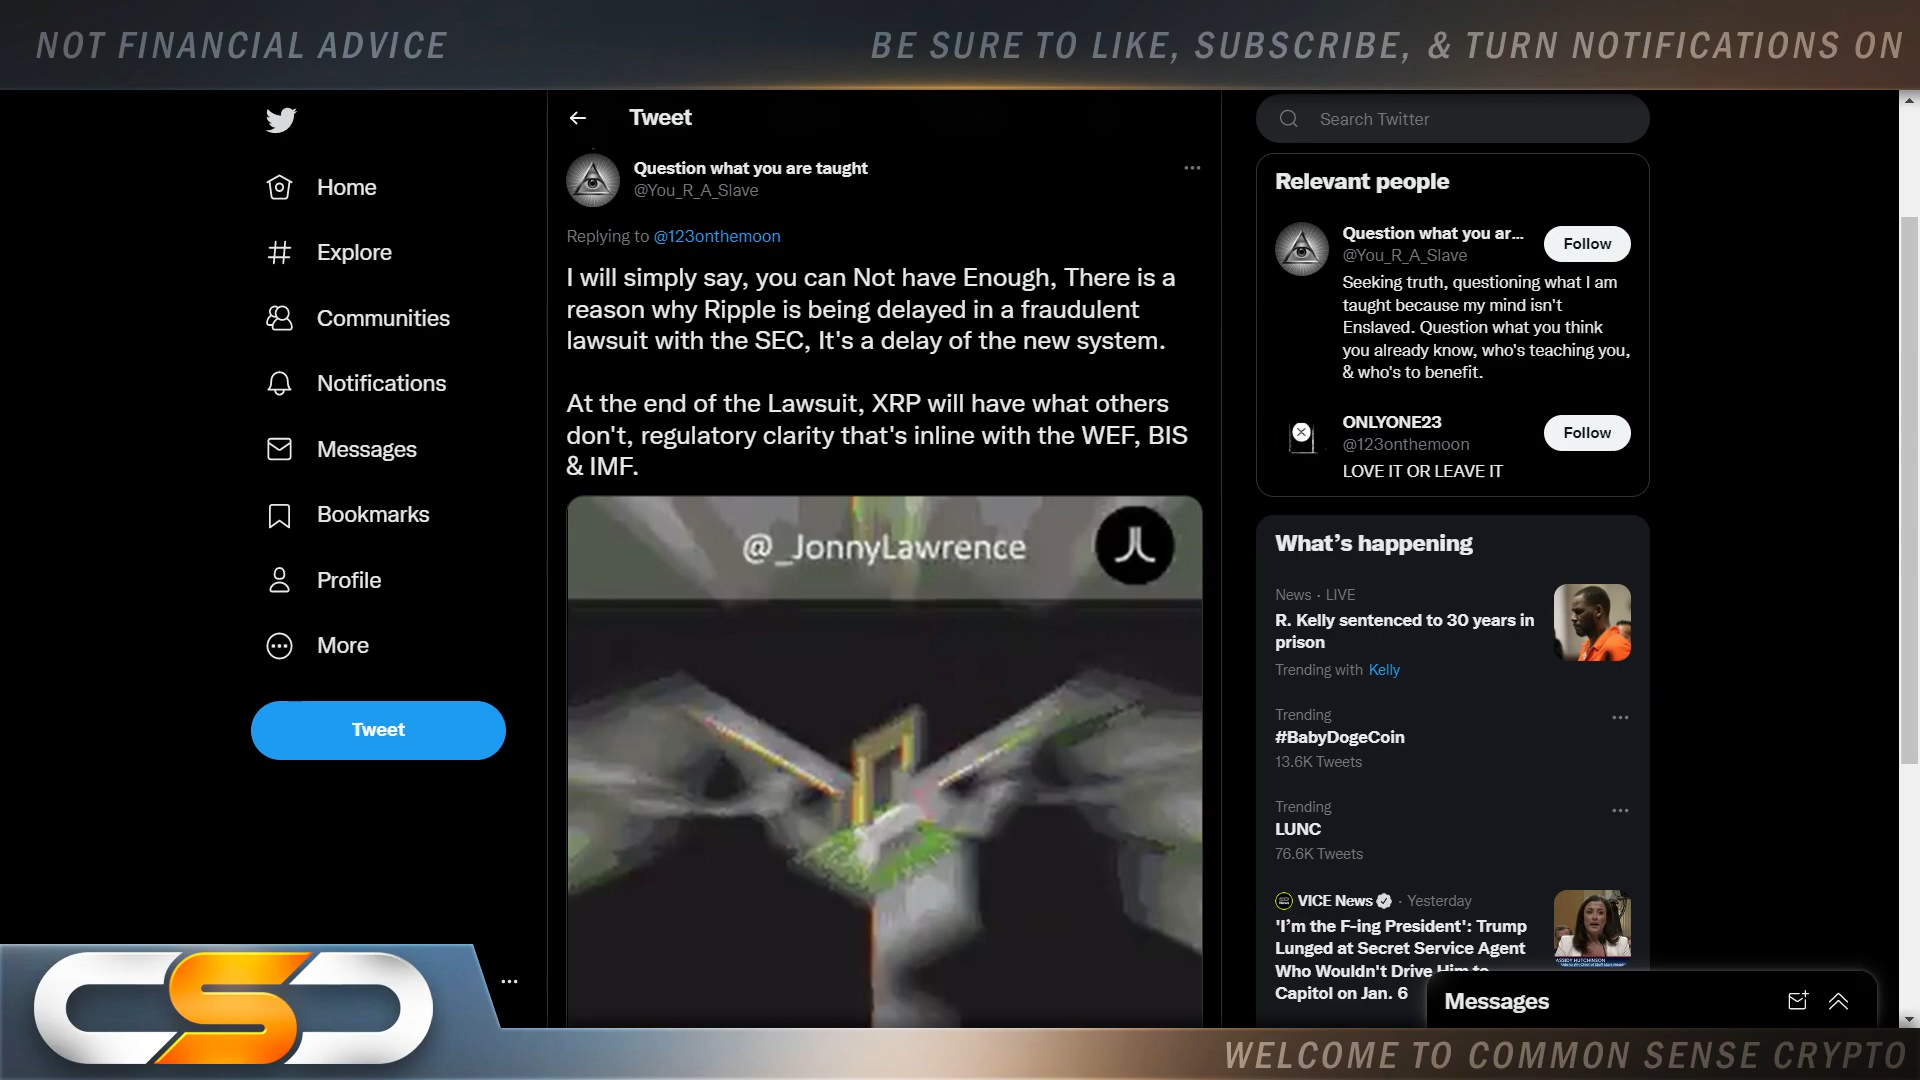 NOT FINANCIAL ADVICE
BE SURE TO LIKE, SUBSCRIBE, & TURN NOTIFICATIONS ON
Home
Explore
Communities
Notifications
Messages
Bookmarks
Profile
More
Tweet
Tweet
Question what you are taught
@You_R_A_Slave
Replying to @123onthemoon
I will simply say, you can Not have Enough, There is a
reason why Ripple is being delayed in a fraudulent
lawsuit with the SEC, It's a delay of the new system.
At the end of the Lawsuit, XRP will have what others
don't, regulatory clarity that's inline with the WEF, BIS
& IMF.
@_JonnyLawrence
Search Twitter
Relevant people
Question what you ar...
@You_R_A_Slave
Follow
Seeking truth, questioning what I am
taught because my mind isn't
Enslaved. Question what you think
you already know, who's teaching you,
& who's to benefit.
ONLYONE23
@123onthemoon
Follow
LOVE IT OR LEAVE IT
What's happening
News · LIVE
R. Kelly sentenced to 30 years in
prison
Trending with Kelly
Trending
#BabyDogeCoin
13.6K Tweets
Trending
LUNC
76.6K Tweets
VICE News · Yesterday
'I'm the F-ing President': Trump
Lunged at Secret Service Agent
Who Wouldn't Drive Him to
Capitol on Jan. 6
CASSIDY HUTCHINSON
Messages
CSC
WELCOME TO COMMON SENSE CRYPTO